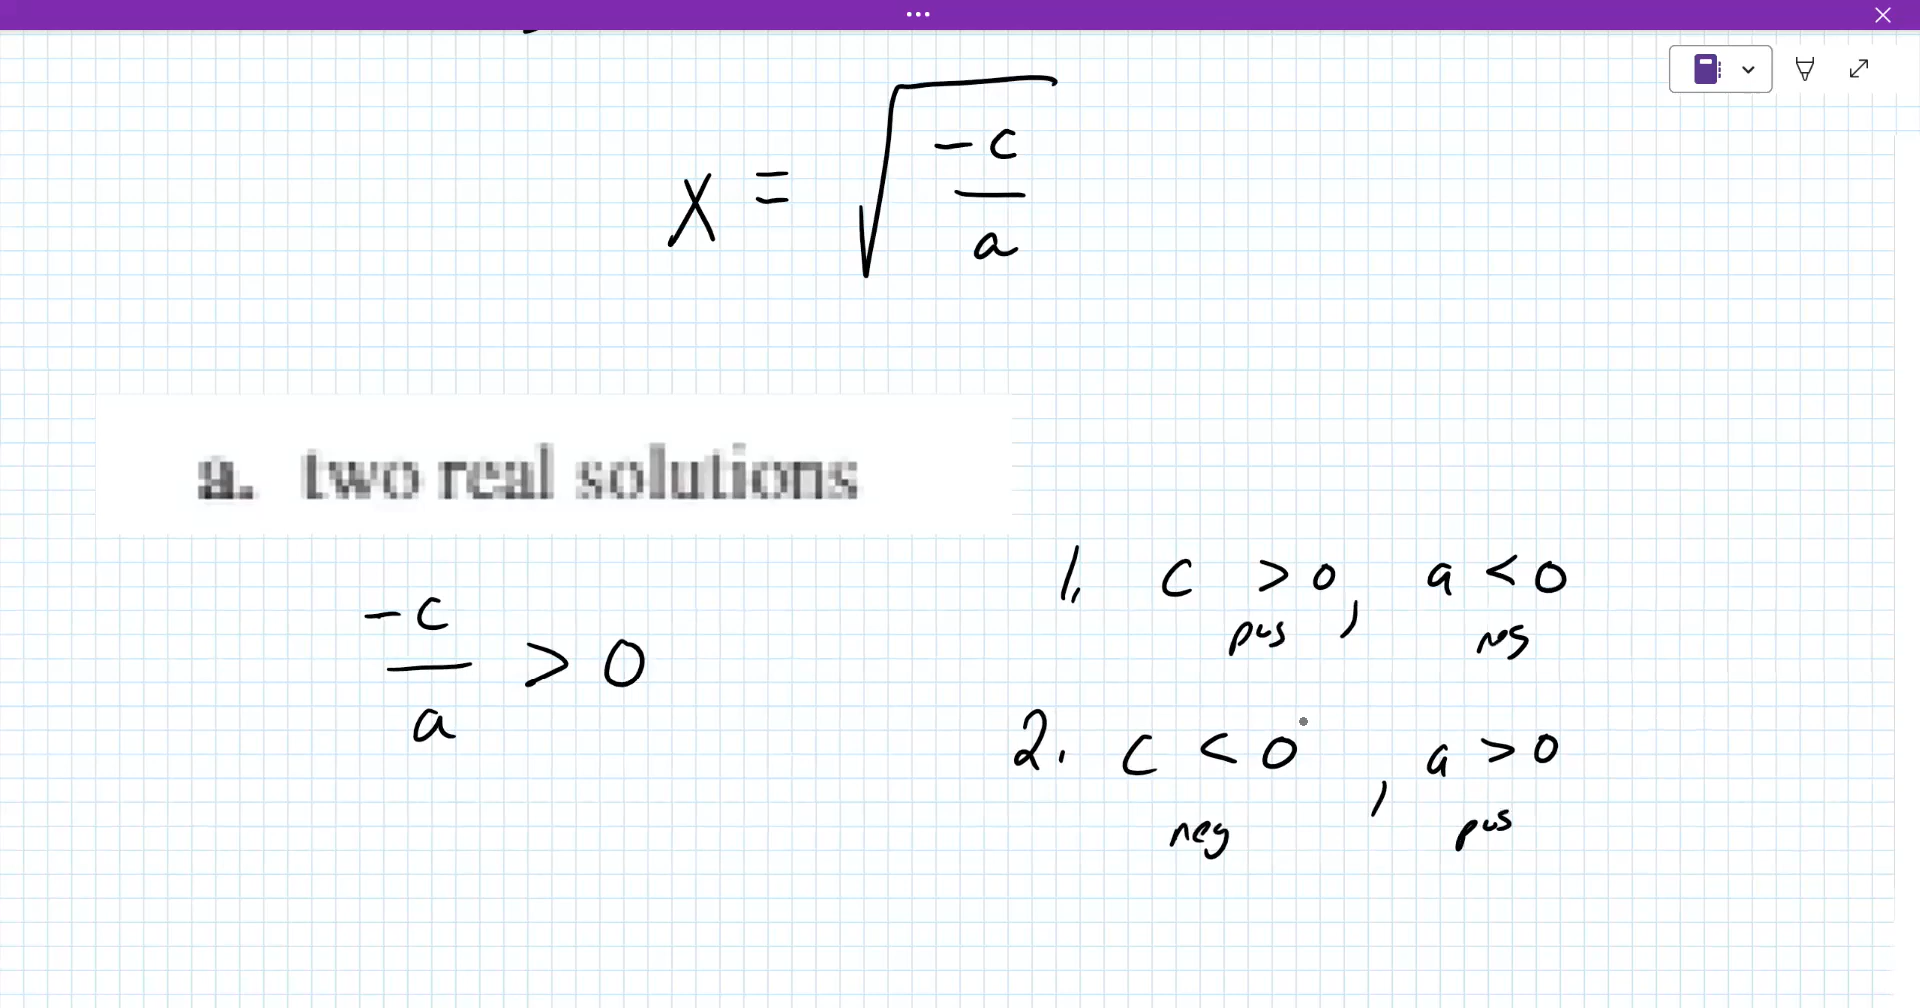 x = √(-c/a)
a. two real solutions
-c/a > 0
1. c > 0, a < 0
pos neg
2. c < 0, a > 0
neg pos